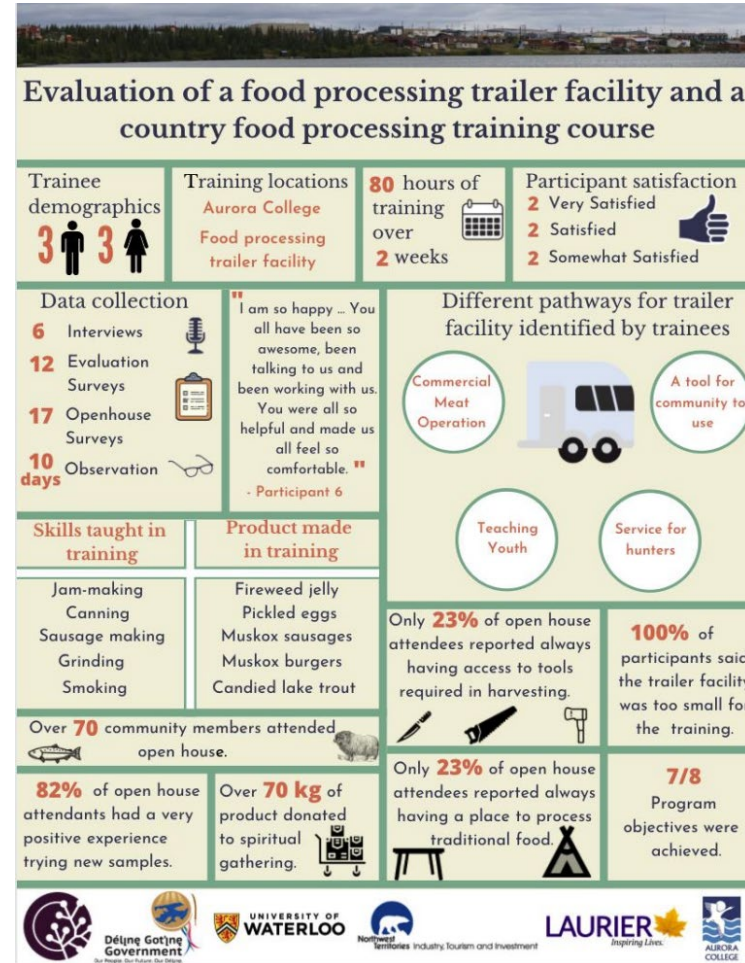 Evaluation of a food processing trailer facility and a
country food processing training course
Trainee
demographics
3 3
Training locations
Aurora College
Food processing
trailer facility
80 hours of
training
over
2 weeks
Participant satisfaction
2 Very Satisfied
2 Satisfied
2 Somewhat Satisfied
Data collection
6 Interviews
12 Evaluation
Surveys
17 Openhouse
Surveys
10
days Observation
"
I am so happy ... You
all have been so
awesome, been
talking to us and
been working with us.
You were all so
helpful and made us
all feel so
comfortable. "
- Participant 6
Different pathways for trailer
facility identified by trainees
Commercial
Meat
Operation
A tool for
community to
use
Teaching
Youth
Service for
hunters
Skills taught in
training
Product made
in training
Jam-making
Canning
Sausage making
Grinding
Smoking
Fireweed jelly
Pickled eggs
Muskox sausages
Muskox burgers
Candied lake trout
Only 23% of open house
attendees reported always
having access to tools
required in harvesting.
100% of
participants said
the trailer facility
was too small for
the training.
Over 70 community members attended
open house.
82% of open house
attendants had a very
positive experience
trying new samples.
Over 70 kg of
product donated
to spiritual
gathering.
Only 23% of open house
attendees reported always
having a place to process
traditional food.
7/8
Program
objectives were
achieved.
Délı̨nę Got'ı̨nę
Government
Our People. Our Future. Our Délı̨nę.
UNIVERSITY OF
WATERLOO
Northwest
Territories Industry, Tourism and Investment
LAURIER
Inspiring Lives.
AURORA
COLLEGE